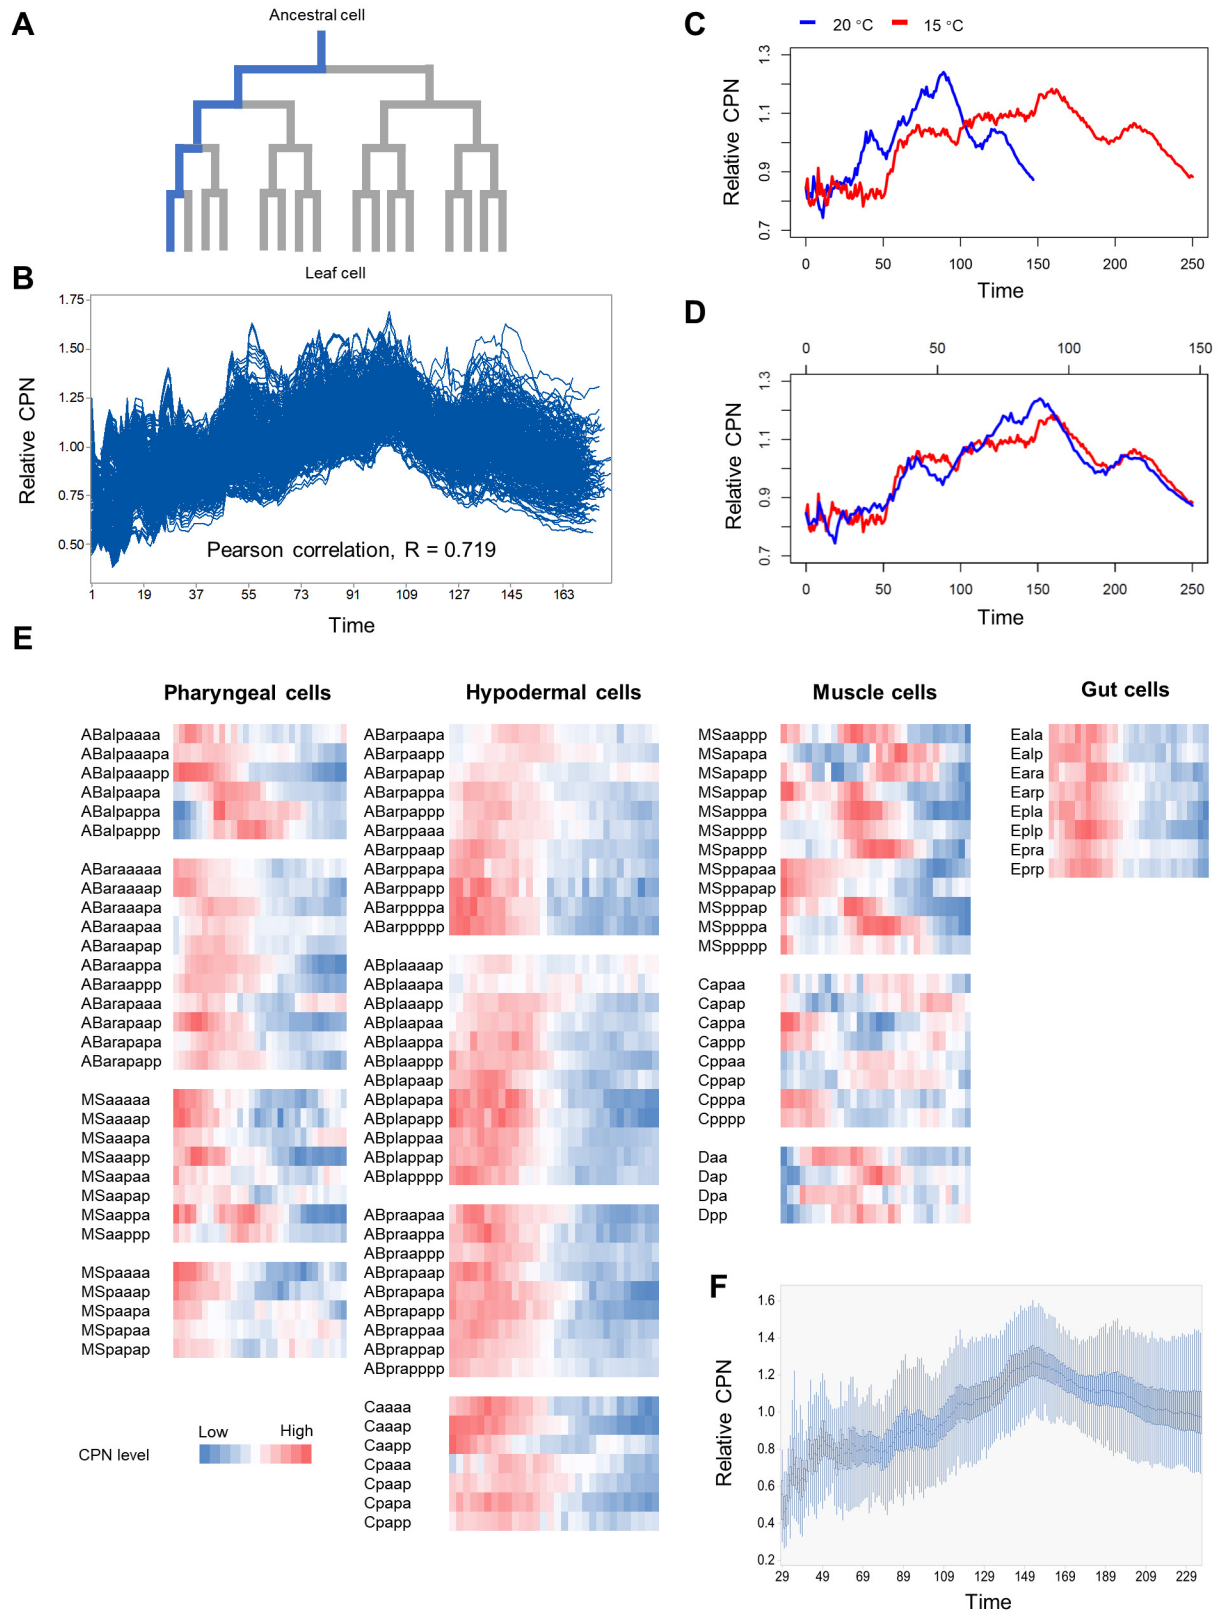 A
Ancestral cell
Leaf cell
B
1.75
1.50
1.25
1.00
0.75
0.50
Relative CPN
Pearson correlation, R = 0.719
1 19 37 55 73 91 109 127 145 163
Time
C
20 °C 15 °C
1.3
1.1
0.9
0.7
Relative CPN
0 50 100 150 200 250
Time
D
0 50 100 150
1.3
1.1
0.9
0.7
Relative CPN
0 50 100 150 200 250
Time
E
Pharyngeal cells
ABalpaaaa
ABalpaaapa
ABalpaaapp
ABalpaapa
ABalpappa
ABalpappp
ABaraaaaa
ABaraaaap
ABaraaapa
ABaraapaa
ABaraapap
ABaraappa
ABaraappp
ABarapaaa
ABarapaap
ABarapapa
ABarapapp
MSaaaaa
MSaaaap
MSaaapa
MSaaapp
MSaapaa
MSaapap
MSaappa
MSaappp
MSpaaaa
MSpaaap
MSpaapa
MSpapaa
MSpapap
CPN level
Low High
Hypodermal cells
ABarpaapa
ABarpaapp
ABarpapap
ABarpappa
ABarpappp
ABarppaaa
ABarppaap
ABarppapa
ABarppapp
ABarppppa
ABarppppp
ABplaaaap
ABplaaapa
ABplaaapp
ABplaapaa
ABplaappa
ABplaappp
ABplapaap
ABplapapa
ABplapapp
ABplappaa
ABplappap
ABplapppp
ABpraapaa
ABpraappa
ABpraappp
ABprapaap
ABprapapa
ABprapapp
ABprappaa
ABprappap
ABprapppp
Caaaa
Caaap
Caapp
Cpaaa
Cpaap
Cpapa
Cpapp
Muscle cells
MSaappp
MSapapa
MSapapp
MSappap
MSapppa
MSapppp
MSpappp
MSppapaa
MSppapap
MSpppap
MSppppa
MSppppp
Capaa
Capap
Cappa
Cappp
Cppaa
Cppap
Cpppa
Cpppp
Daa
Dap
Dpa
Dpp
Gut cells
Eala
Ealp
Eara
Earp
Epla
Eplp
Epra
Eprp
F
1.6
1.4
1.2
1.0
0.8
0.6
0.4
0.2
Relative CPN
29 49 69 89 109 129 149 169 189 209 229
Time